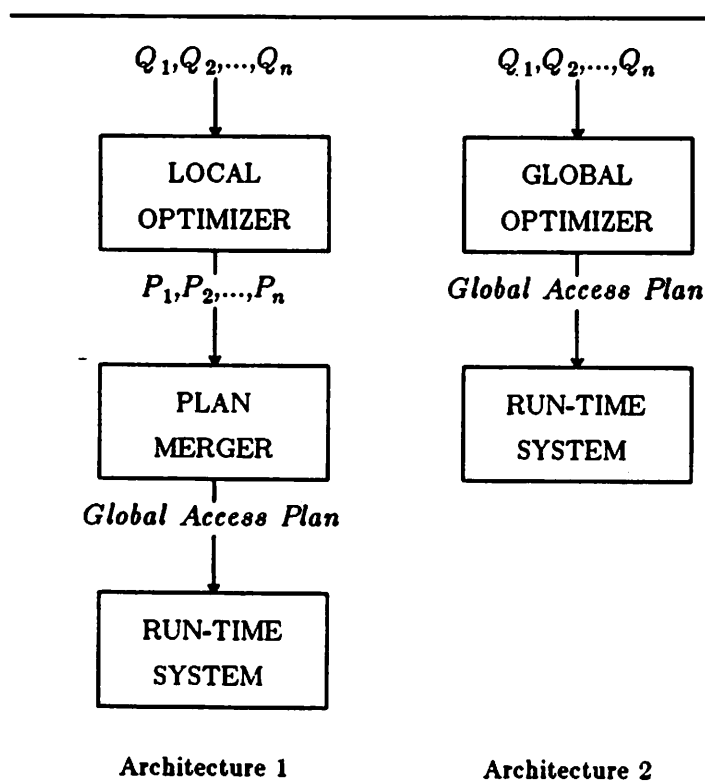 Q1,Q2,...,Qn
LOCAL
OPTIMIZER
P1,P2,...,Pn
PLAN
MERGER
Global Access Plan
RUN-TIME
SYSTEM
Architecture 1
Q1,Q2,...,Qn
GLOBAL
OPTIMIZER
Global Access Plan
RUN-TIME
SYSTEM
Architecture 2